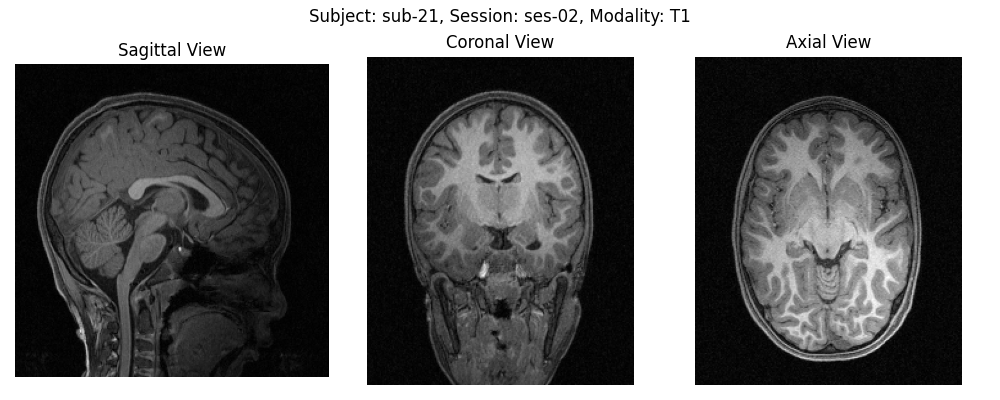 Subject: sub-21, Session: ses-02, Modality: T1
Sagittal View
Coronal View
Axial View